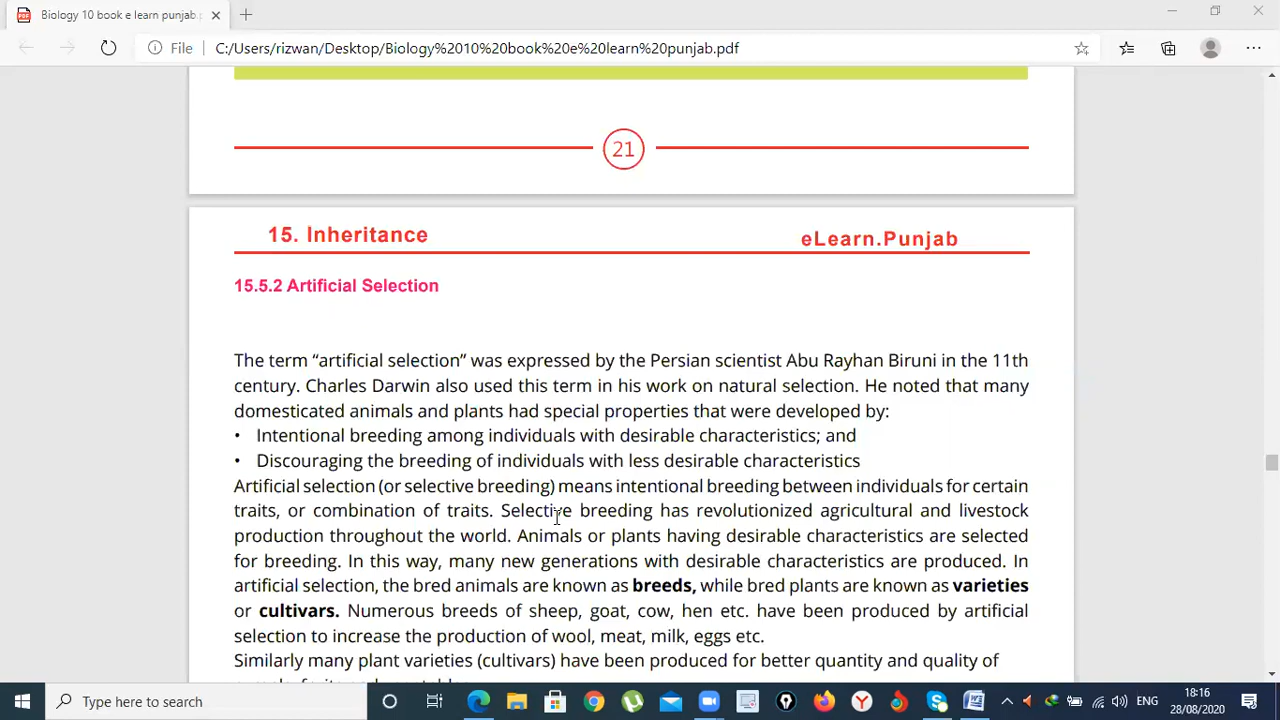 Biology 10 book e learn punjab.p
File C:/Users/rizwan/Desktop/Biology%2010%20book%20e%20learn%20punjab.pdf
21
15. Inheritance eLearn.Punjab
15.5.2 Artificial Selection
The term “artificial selection” was expressed by the Persian scientist Abu Rayhan Biruni in the 11th
century. Charles Darwin also used this term in his work on natural selection. He noted that many
domesticated animals and plants had special properties that were developed by:
• Intentional breeding among individuals with desirable characteristics; and
• Discouraging the breeding of individuals with less desirable characteristics
Artificial selection (or selective breeding) means intentional breeding between individuals for certain
traits, or combination of traits. Selective breeding has revolutionized agricultural and livestock
production throughout the world. Animals or plants having desirable characteristics are selected
for breeding. In this way, many new generations with desirable characteristics are produced. In
artificial selection, the bred animals are known as breeds, while bred plants are known as varieties
or cultivars. Numerous breeds of sheep, goat, cow, hen etc. have been produced by artificial
selection to increase the production of wool, meat, milk, eggs etc.
Similarly many plant varieties (cultivars) have been produced for better quantity and quality of
Type here to search
ENG
18:16
28/08/2020